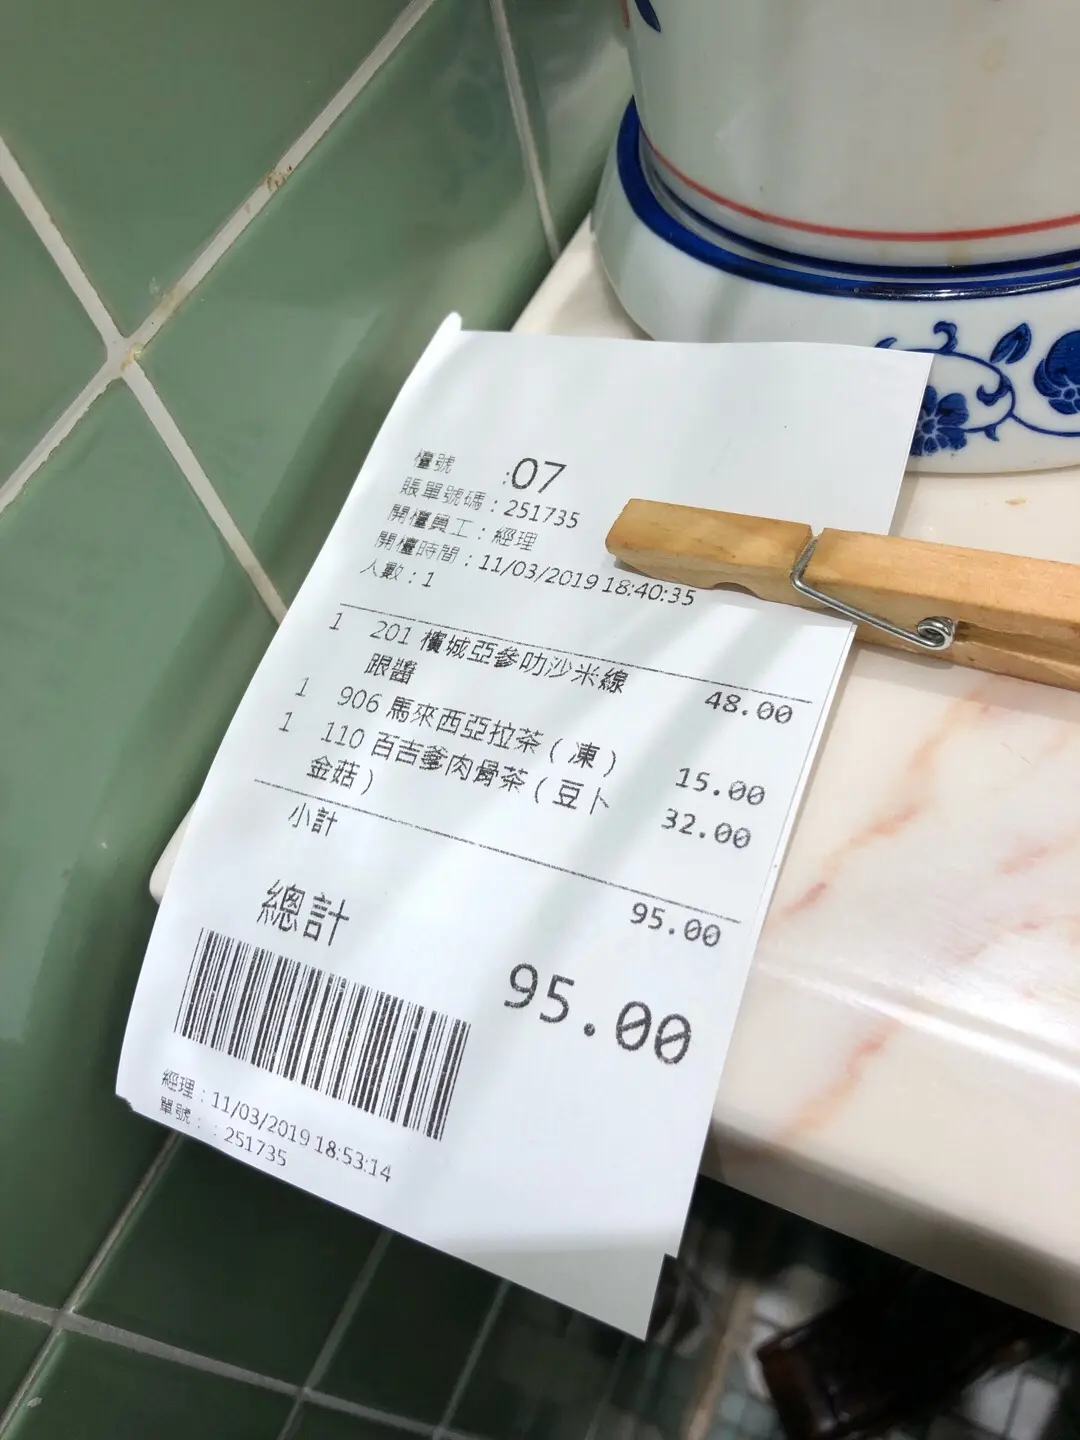 檯號 :07
賬單號碼：251735
開檯員工：經理
開檯時間：11/03/2019 18:40:35
人數：1
1 201 檳城亞參叻沙米線 48.00
跟醬
1 906 馬來西亞拉茶（凍） 15.00
1 110 百吉爹肉骨茶（豆卜 32.00
金菇）
小計 95.00
總計 95.00
經理：11/03/2019 18:53:14
單號：: 251735